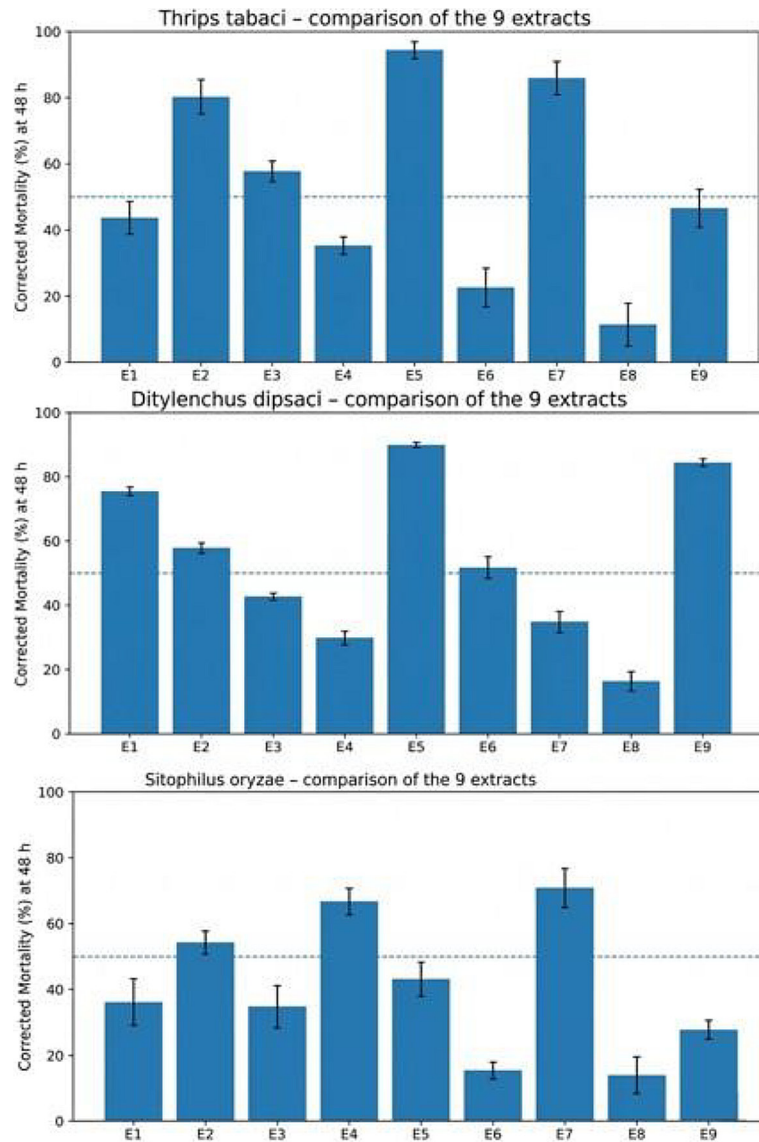 Thrips tabaci – comparison of the 9 extracts
Corrected Mortality (%) at 48 h
100
80
60
40
20
0
E1 E2 E3 E4 E5 E6 E7 E8 E9
Ditylenchus dipsaci – comparison of the 9 extracts
Corrected Mortality (%) at 48 h
100
80
60
40
20
0
E1 E2 E3 E4 E5 E6 E7 E8 E9
Sitophilus oryzae – comparison of the 9 extracts
Corrected Mortality (%) at 48 h
100
80
60
40
20
0
E1 E2 E3 E4 E5 E6 E7 E8 E9